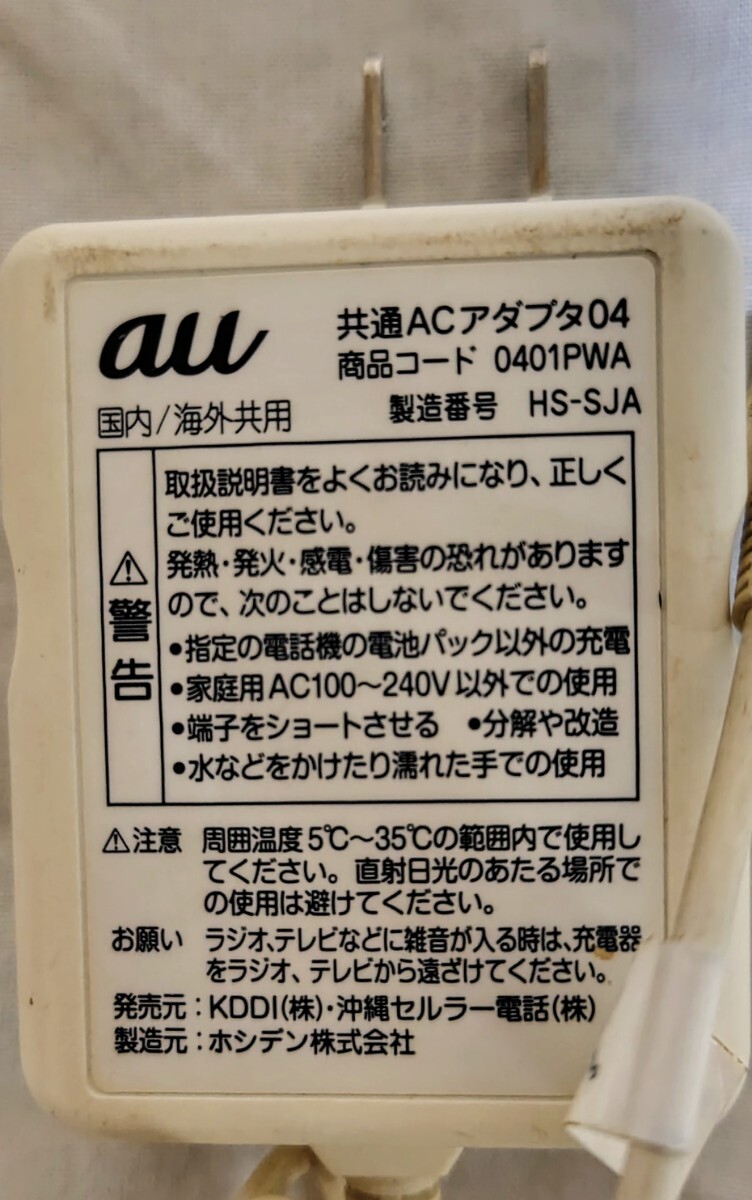 au
共通ACアダプタ04
商品コード 0401PWA
国内/海外共用
製造番号 HS-SJA
⚠警告
取扱説明書をよくお読みになり、正しく
ご使用ください。
発熱・発火・感電・傷害の恐れがあります
ので、次のことはしないでください。
•指定の電話機の電池パック以外の充電
•家庭用AC100〜240V以外での使用
•端子をショートさせる •分解や改造
•水などをかけたり濡れた手での使用
⚠注意 周囲温度5℃〜35℃の範囲内で使用し
てください。直射日光のあたる場所で
の使用は避けてください。
お願い ラジオ、テレビなどに雑音が入る時は、充電器
をラジオ、テレビから遠ざけてください。
発売元：KDDI(株)・沖縄セルラー電話(株)
製造元：ホシデン株式会社